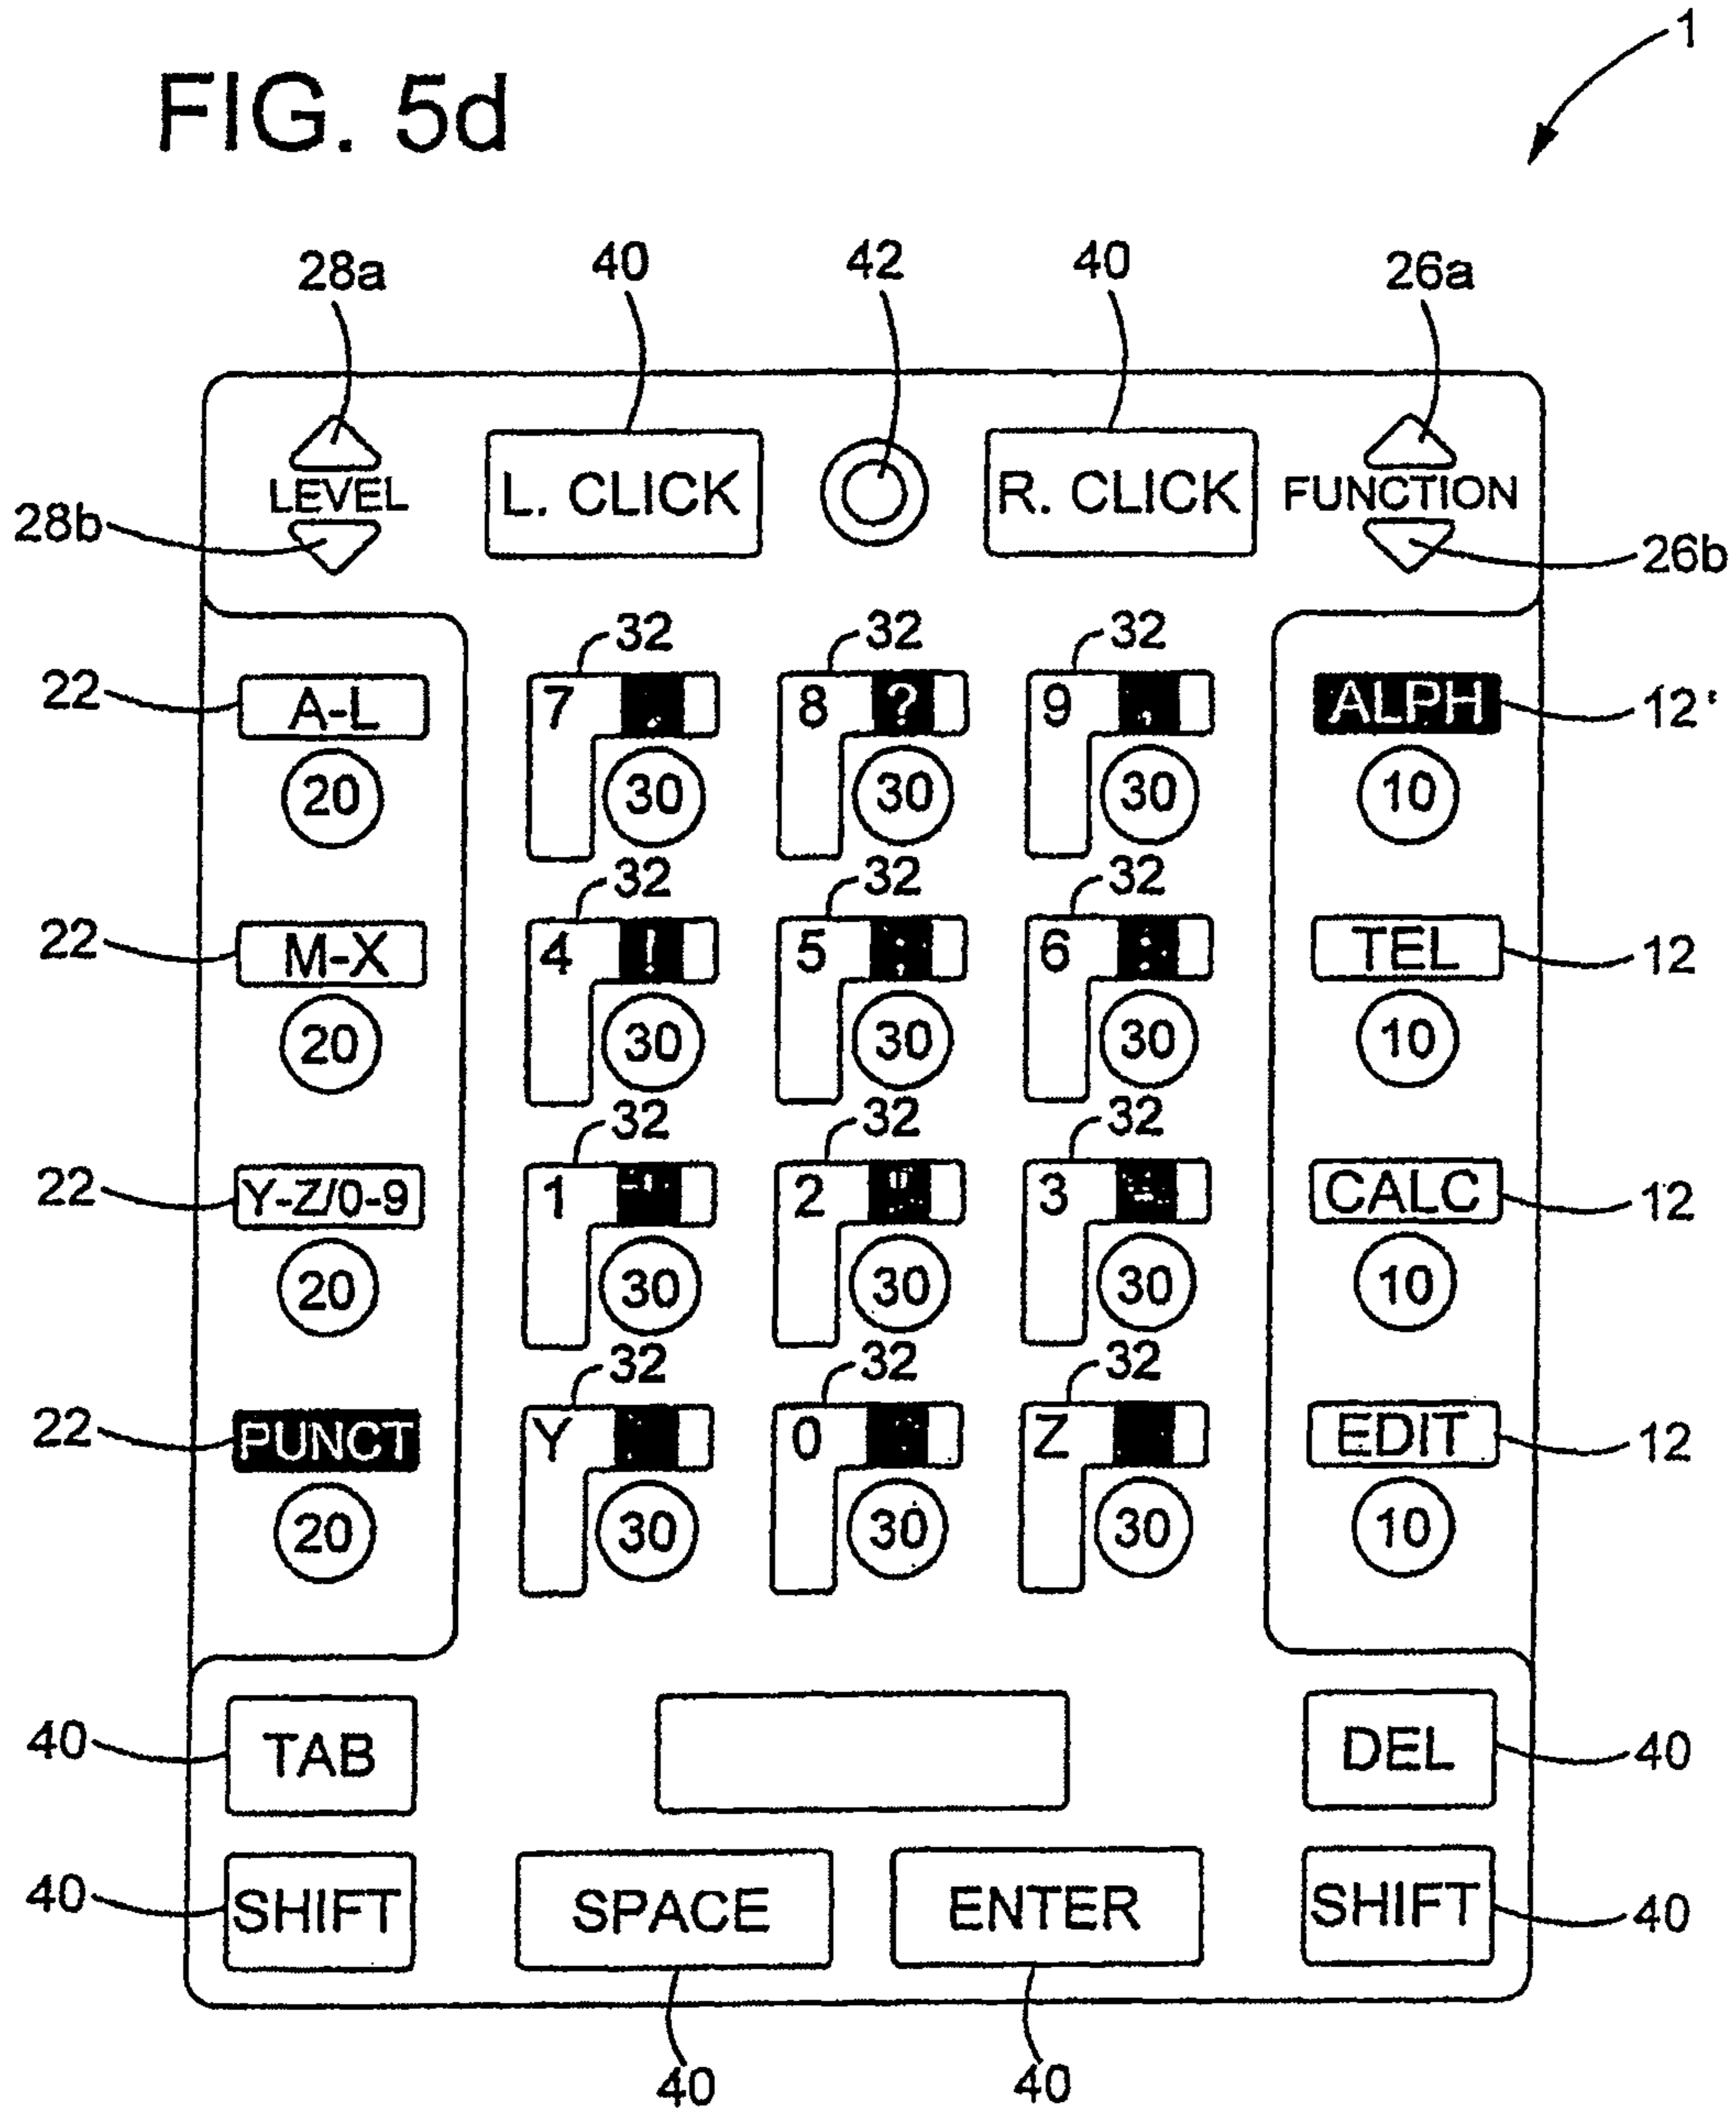 1
FIG. 5d
28a 40 42 40 26a
L. CLICK R. CLICK
LEVEL FUNCTION
28b 26b
32 32 32
22 A-L 7 . 8 ? 9 ALPH 12'
20 30 30 30 10
32 32 32
22 M-X 4 ! 5 6 TEL 12
20 30 30 30 10
32 32 32
22 Y-Z/0-9 1 2 3 CALC 12
20 30 30 30 10
32 32 32
22 PUNCT Y 0 Z EDIT 12
20 30 30 30 10
40 TAB DEL 40
40 SHIFT SPACE ENTER SHIFT 40
40 40